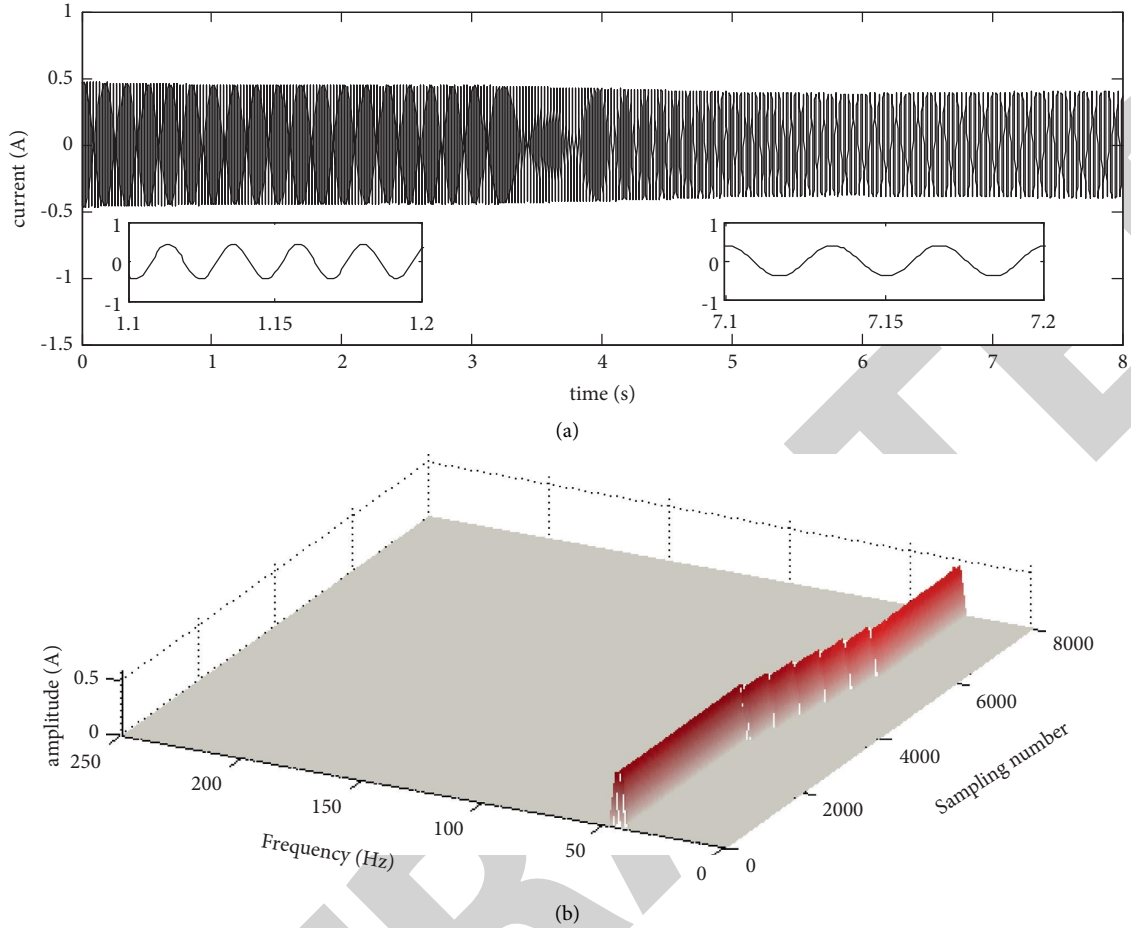 1
0.5
0
-0.5
-1
-1.5
current (A)
1
0
-1
1.1 1.15 1.2
1
0
-1
7.1 7.15 7.2
0 1 2 3 4 5 6 7 8
time (s)
(a)
amplitude (A)
0.5
0
250 200 150 100 50 0
Frequency (Hz)
0 2000 4000 6000 8000
Sampling number
(b)